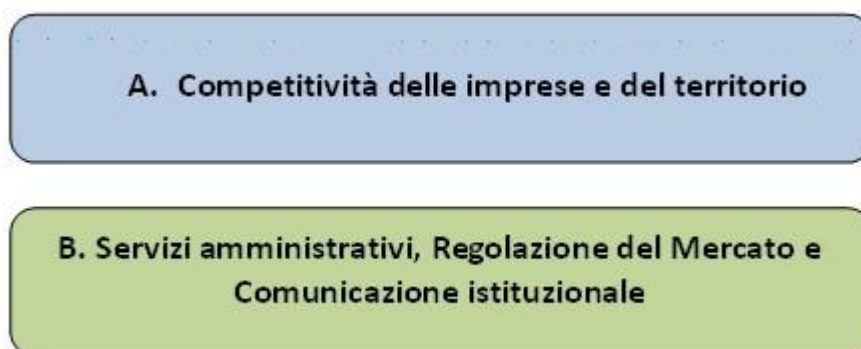 A. Competitività delle imprese e del territorio
B. Servizi amministrativi, Regolazione del Mercato e
Comunicazione istituzionale